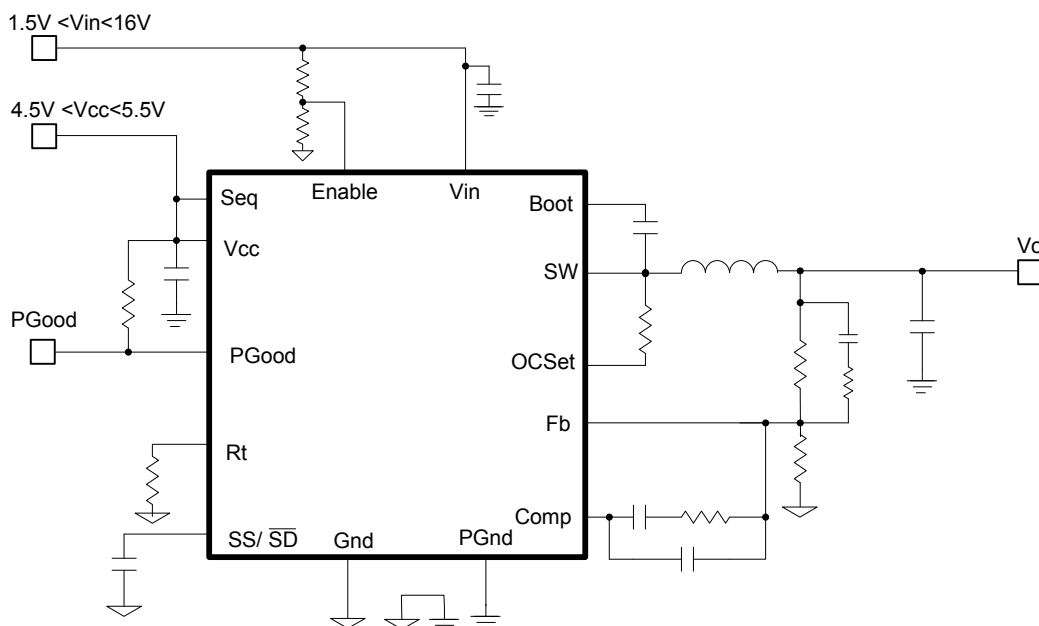 1.5V <Vin<16V
4.5V <Vcc<5.5V
Enable
Vin
Seq
Boot
Vcc
SW
Vo
PGood
PGood
OCSet
Fb
Rt
Comp
SS/ SD
Gnd
PGnd